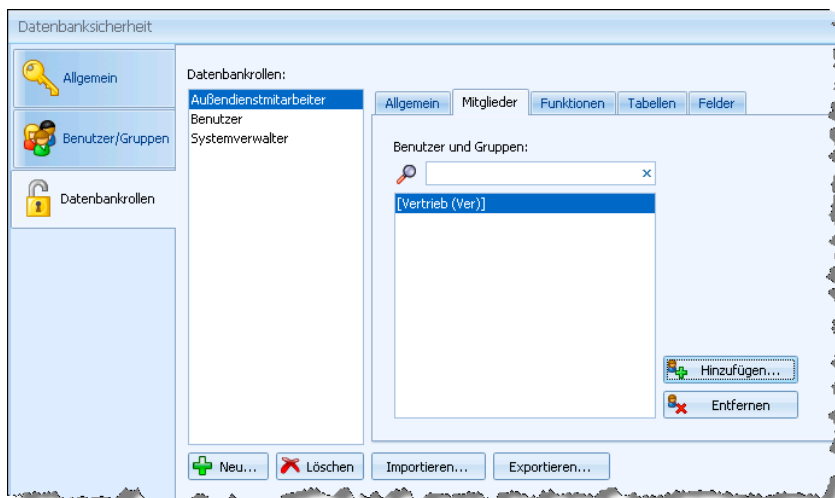 Datenbanksicherheit
Allgemein
Benutzer/Gruppen
Datenbankrollen
Datenbankrollen:
Außendienstmitarbeiter
Benutzer
Systemverwalter
Allgemein Mitglieder Funktionen Tabellen Felder
Benutzer und Gruppen:
[Vertrieb (Ver)]
Hinzufügen...
Entfernen
Neu... Löschen Importieren... Exportieren...